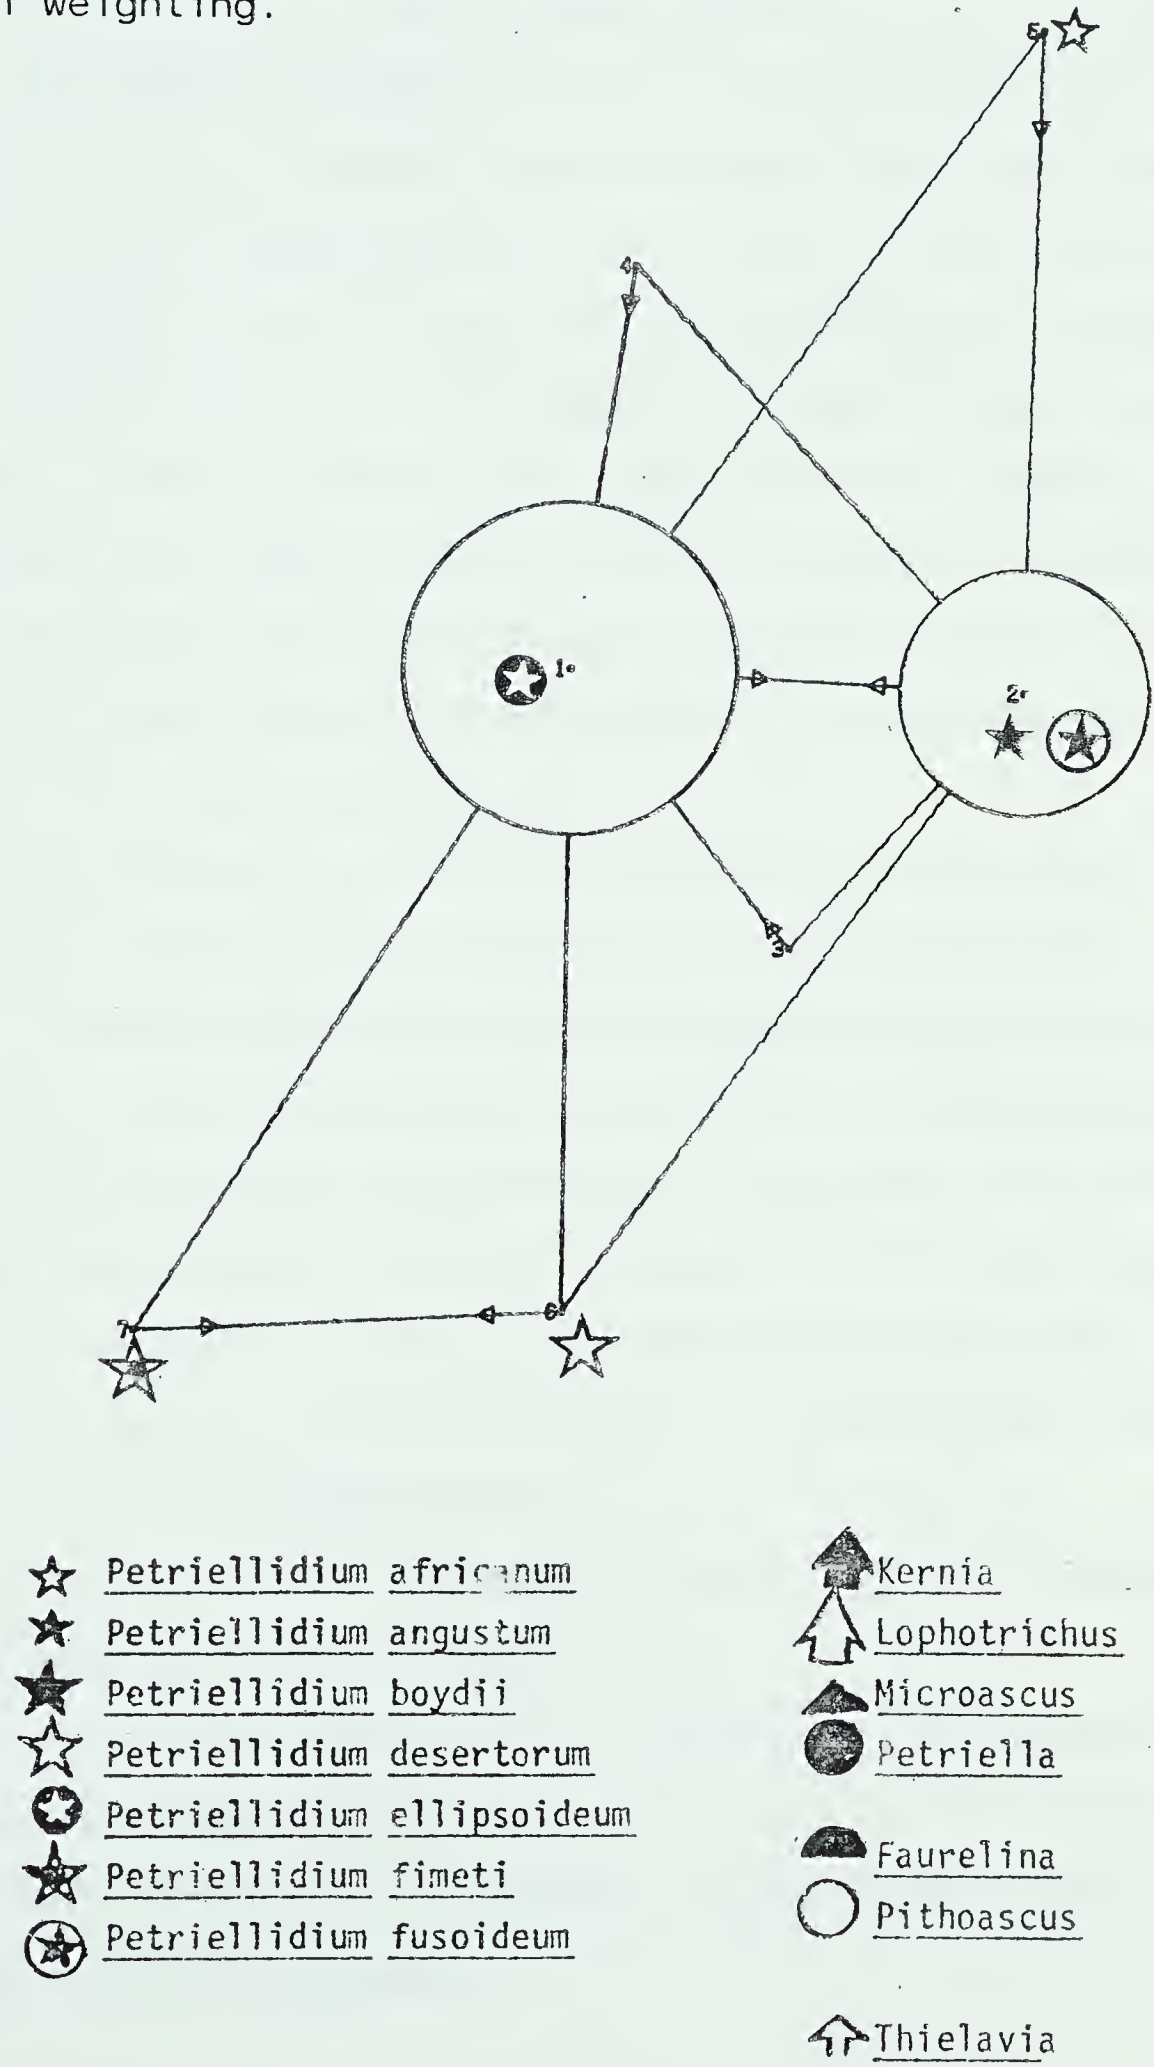 weighting.
5
4
1
2
3
7
6
Petriellidium africanum
Petriellidium angustum
Petriellidium boydii
Petriellidium desertorum
Petriellidium ellipsoideum
Petriellidium fimeti
Petriellidium fusoideum
Kernia
Lophotrichus
Microascus
Petriella
Faurelina
Pithoascus
Thielavia